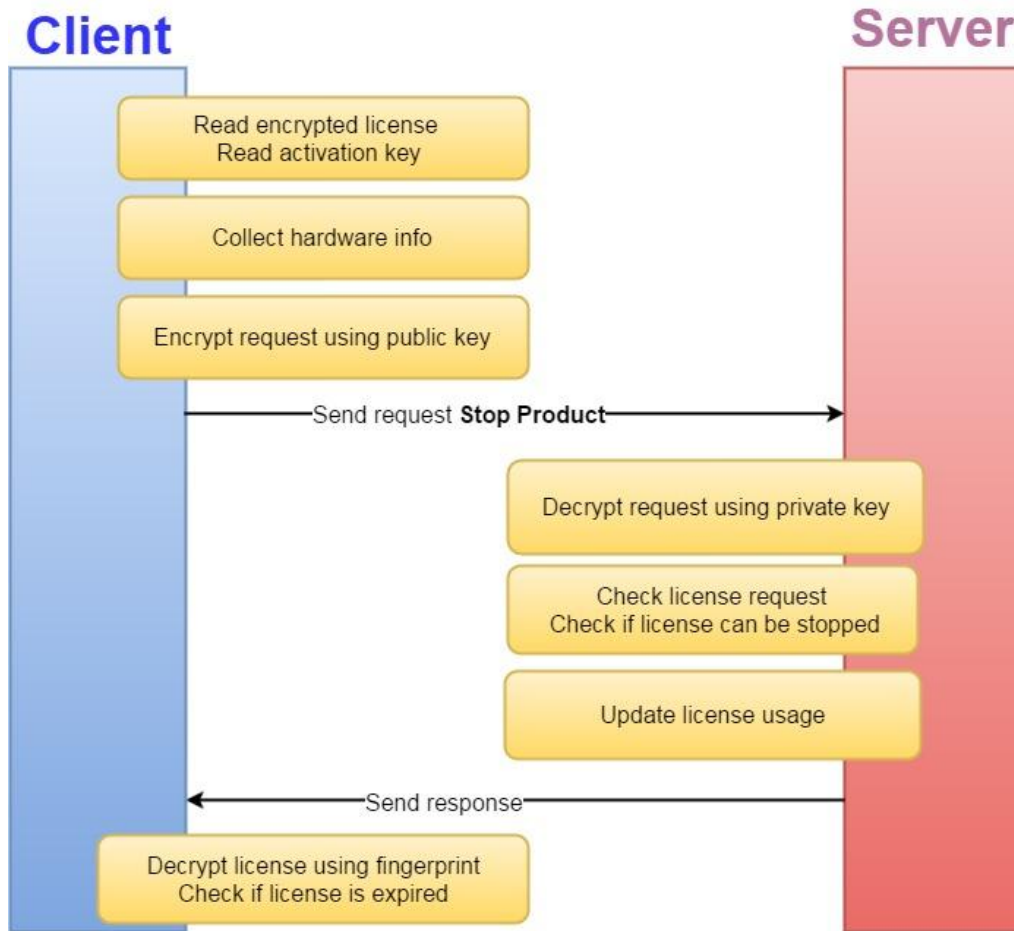 Client
Server
Read encrypted license
Read activation key
Collect hardware info
Encrypt request using public key
Send request Stop Product
Decrypt request using private key
Check license request
Check if license can be stopped
Update license usage
Send response
Decrypt license using fingerprint
Check if license is expired